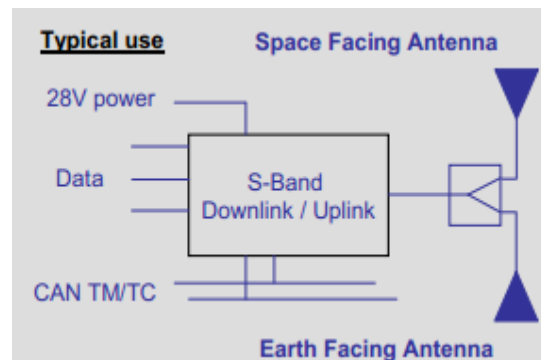 Typical use
Space Facing Antenna
28V power
Data
S-Band
Downlink / Uplink
CAN TM/TC
Earth Facing Antenna